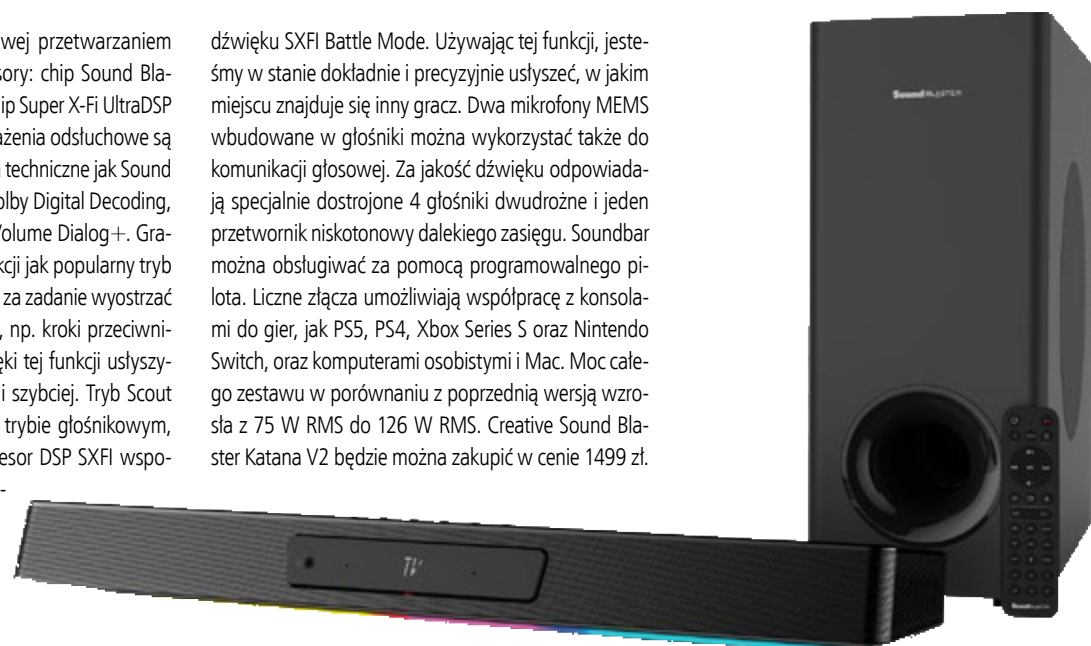 wej przetwarzaniem
sory: chip Sound Bla-
ip Super X-Fi UltraDSP
ażenia odsłuchowe są
techniczne jak Sound
olby Digital Decoding,
Volume Dialog+. Gra-
kcji jak popularny tryb
za zadanie wyostrzać
, np. kroki przeciwni-
ęki tej funkcji usłyszy-
i szybciej. Tryb Scout
trybie głośnikowym,
esor DSP SXFI wspo-
-
dźwięku SXFI Battle Mode. Używając tej funkcji, jeste-
śmy w stanie dokładnie i precyzyjnie usłyszeć, w jakim
miejscu znajduje się inny gracz. Dwa mikrofony MEMS
wbudowane w głośniki można wykorzystać także do
komunikacji głosowej. Za jakość dźwięku odpowiada-
ją specjalnie dostrojone 4 głośniki dwudrożne i jeden
przetwornik niskotonowy dalekiego zasięgu. Soundbar
można obsługiwać za pomocą programowalnego pi-
lota. Liczne złącza umożliwiają współpracę z konsola-
mi do gier, jak PS5, PS4, Xbox Series S oraz Nintendo
Switch, oraz komputerami osobistymi i Mac. Moc całe-
go zestawu w porównaniu z poprzednią wersją wzro-
sła z 75 W RMS do 126 W RMS. Creative Sound Bla-
ster Katana V2 będzie można zakupić w cenie 1499 zł.
Sound BLASTER
TV